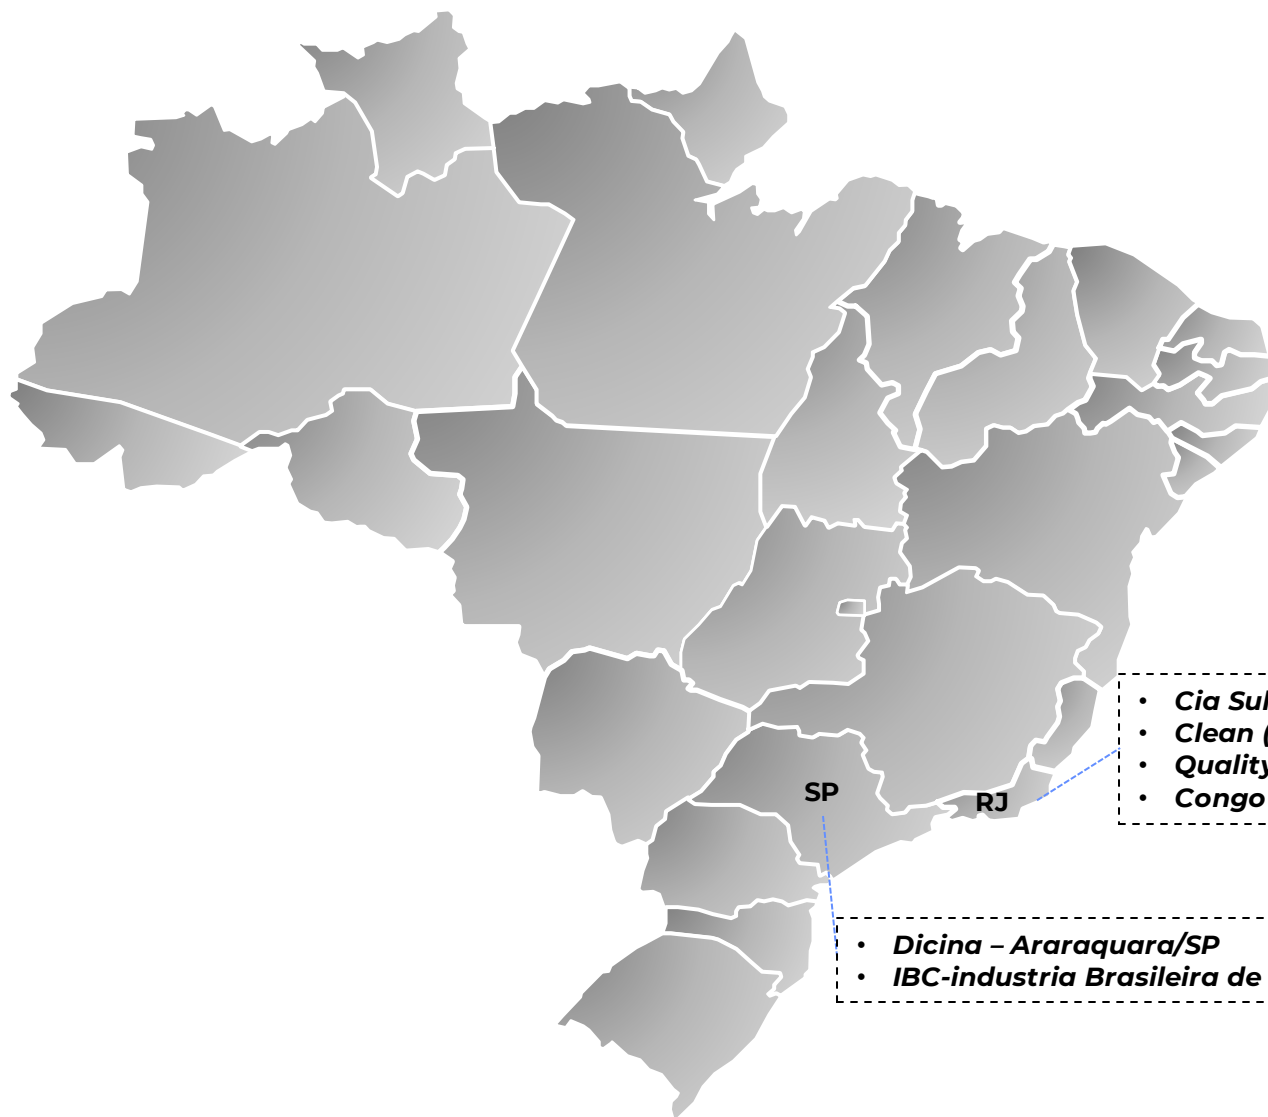 • Cia Sul
• Clean (
• Quality
• Congo
SP
RJ
• Dicina – Araraquara/SP
• IBC-industria Brasileira de